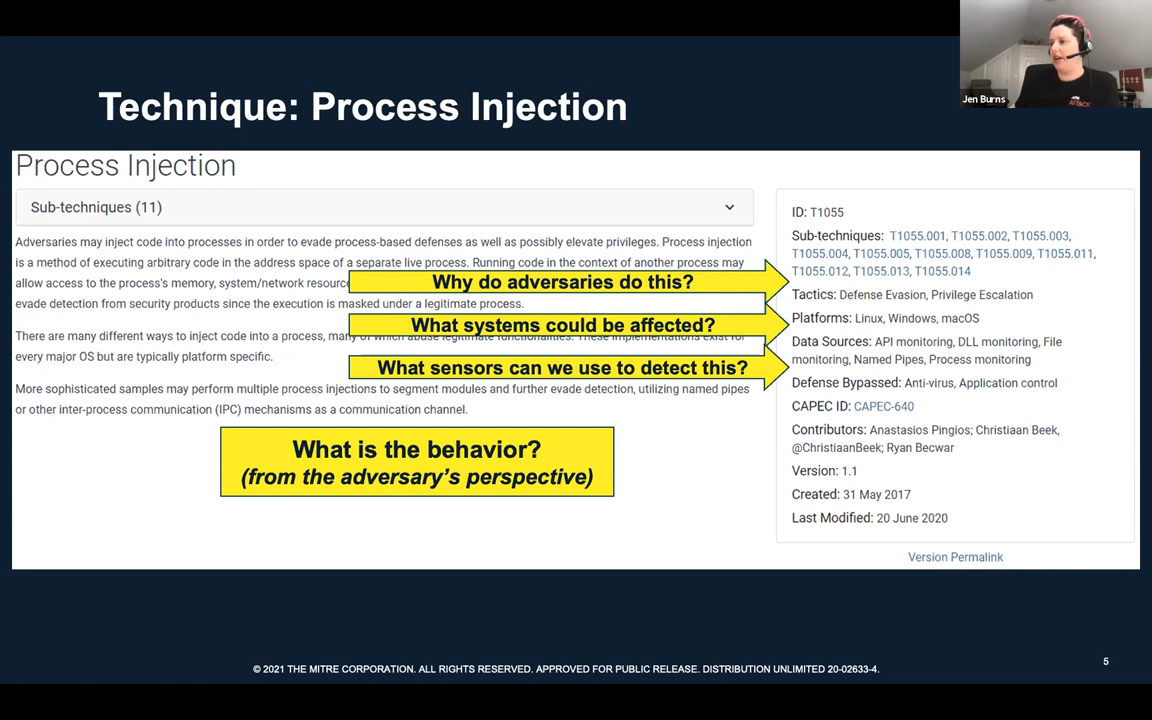 Jen Burns
ATT&CK
Technique: Process Injection
Process Injection
Sub-techniques (11)
Adversaries may inject code into processes in order to evade process-based defenses as well as possibly elevate privileges. Process injection
is a method of executing arbitrary code in the address space of a separate live process. Running code in the context of another process may
allow access to the process's memory, system/network
evade detection from security products since the execution is masked under a legitimate process.
There are many different ways to inject code into a process, many of which abuse legitimate functionalities. These implementations exist for
every major OS but are typically platform specific.
More sophisticated samples may perform multiple process injections to segment modules and further evade detection, utilizing named pipes
or other inter-process communication (IPC) mechanisms as a communication channel.
Why do adversaries do this?
What systems could be affected?
What sensors can we use to detect this?
What is the behavior?
(from the adversary's perspective)
ID: T1055
Sub-techniques: T1055.001, T1055.002, T1055.003,
T1055.004, T1055.005, T1055.008, T1055.009, T1055.011,
T1055.012, T1055.013, T1055.014
Tactics: Defense Evasion, Privilege Escalation
Platforms: Linux, Windows, macOS
Data Sources: API monitoring, DLL monitoring, File
monitoring, Named Pipes, Process monitoring
Defense Bypassed: Anti-virus, Application control
CAPEC ID: CAPEC-640
Contributors: Anastasios Pingios; Christiaan Beek,
@ChristiaanBeek; Ryan Becwar
Version: 1.1
Created: 31 May 2017
Last Modified: 20 June 2020
Version Permalink
© 2021 THE MITRE CORPORATION. ALL RIGHTS RESERVED. APPROVED FOR PUBLIC RELEASE. DISTRIBUTION UNLIMITED 20-02633-4.
5